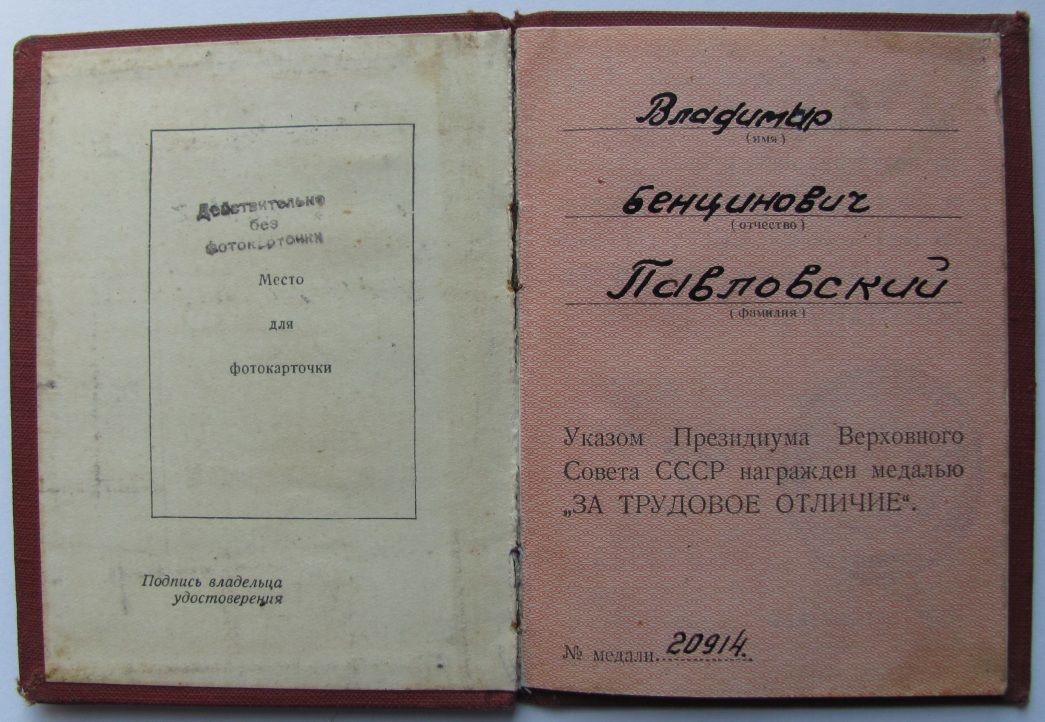 Действительно
без
фотокарточки
Место
для
фотокарточки
Подпись владельца
удостоверения
Владимыр
(имя)
Бенцинович
(отчество)
Павловский
(фамилия)
Указом Президиума Верховного
Совета СССР награжден медалью
„ЗА ТРУДОВОЕ ОТЛИЧИЕ“.
№ медали 20914.